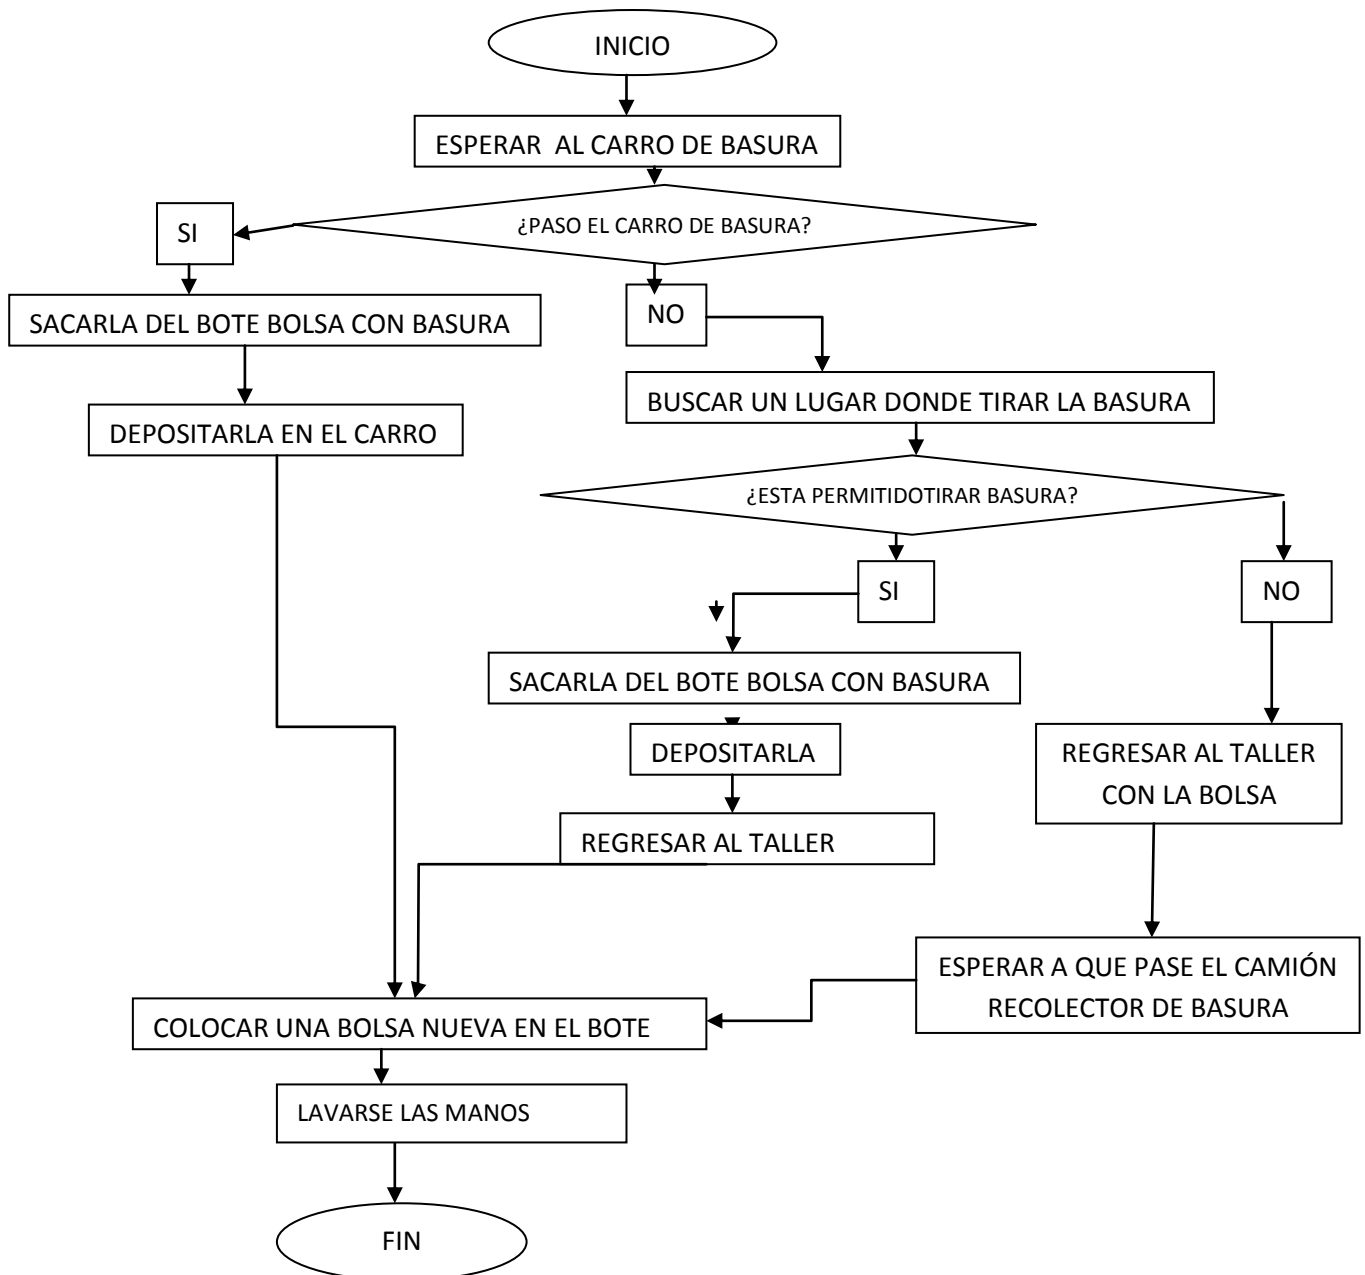 INICIO
ESPERAR  AL CARRO DE BASURA
¿PASO EL CARRO DE BASURA?
SI
SACARLA DEL BOTE BOLSA CON BASURA
DEPOSITARLA EN EL CARRO
NO
BUSCAR UN LUGAR DONDE TIRAR LA BASURA
¿ESTA PERMITIDOTIRAR BASURA?
SI
NO
SACARLA DEL BOTE BOLSA CON BASURA
DEPOSITARLA
REGRESAR AL TALLER
REGRESAR AL TALLER
CON LA BOLSA
ESPERAR A QUE PASE EL CAMIÓN
RECOLECTOR DE BASURA
COLOCAR UNA BOLSA NUEVA EN EL BOTE
LAVARSE LAS MANOS
FIN